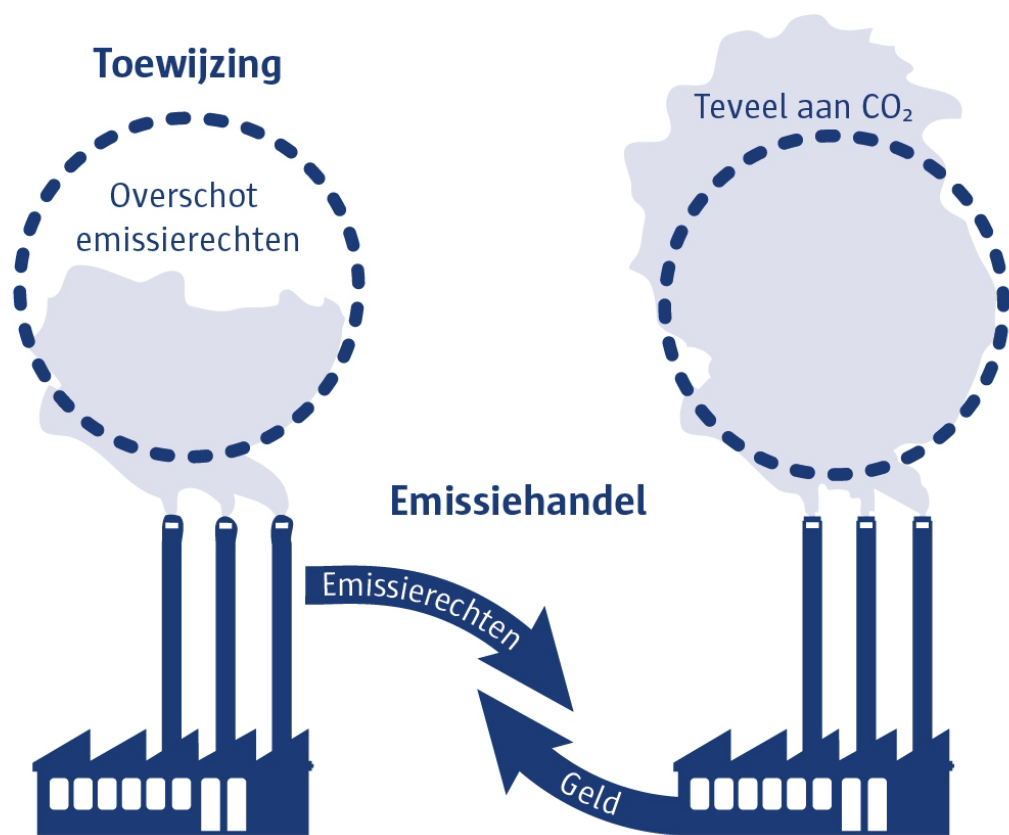 Toewijzing
Overschot
emissierechten
Teveel aan CO₂
Emissiehandel
Emissierechten
Geld